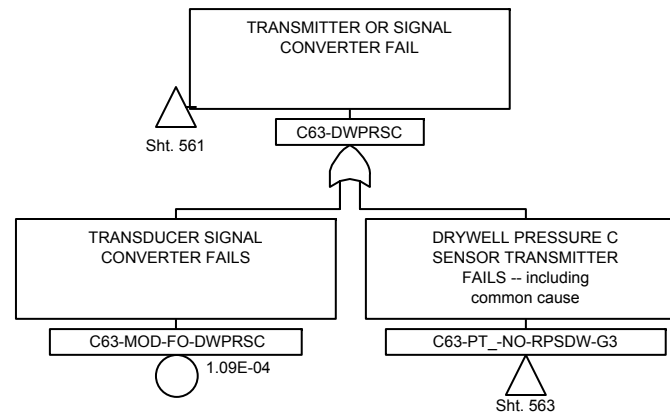 TRANSMITTER OR SIGNAL
CONVERTER FAIL
Sht. 561
C63-DWPRSC
TRANSDUCER SIGNAL
CONVERTER FAILS
C63-MOD-FO-DWPRSC
1.09E-04
DRYWELL PRESSURE C
SENSOR TRANSMITTER
FAILS -- including
common cause
C63-PT_-NO-RPSDW-G3
Sht. 563